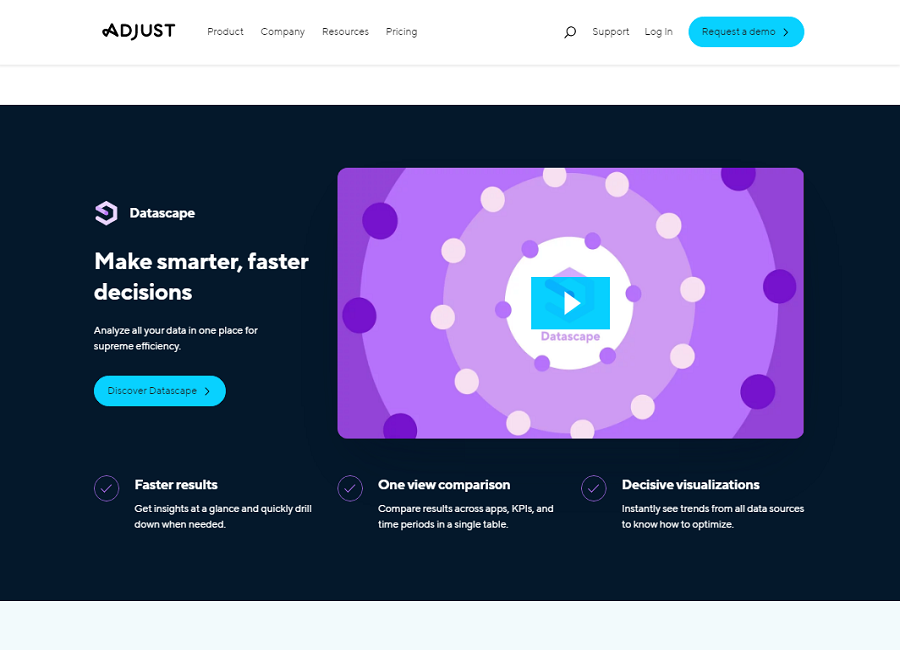 ADJUST
Product Company Resources Pricing
Support Log In Request a demo
Datascape
Make smarter, faster
decisions
Analyze all your data in one place for
supreme efficiency.
Discover Datascape
Datascape
Faster results
Get insights at a glance and quickly drill
down when needed.
One view comparison
Compare results across apps, KPIs, and
time periods in a single table.
Decisive visualizations
Instantly see trends from all data sources
to know how to optimize.